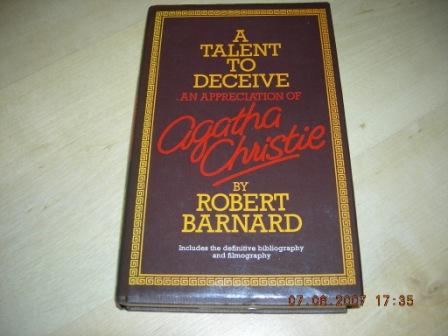 A
TALENT
TO
DECEIVE
AN APPRECIATION OF
Agatha
Christie
BY
ROBERT
BARNARD
Includes the definitive bibliography
and filmography
07.08.2007 17:35